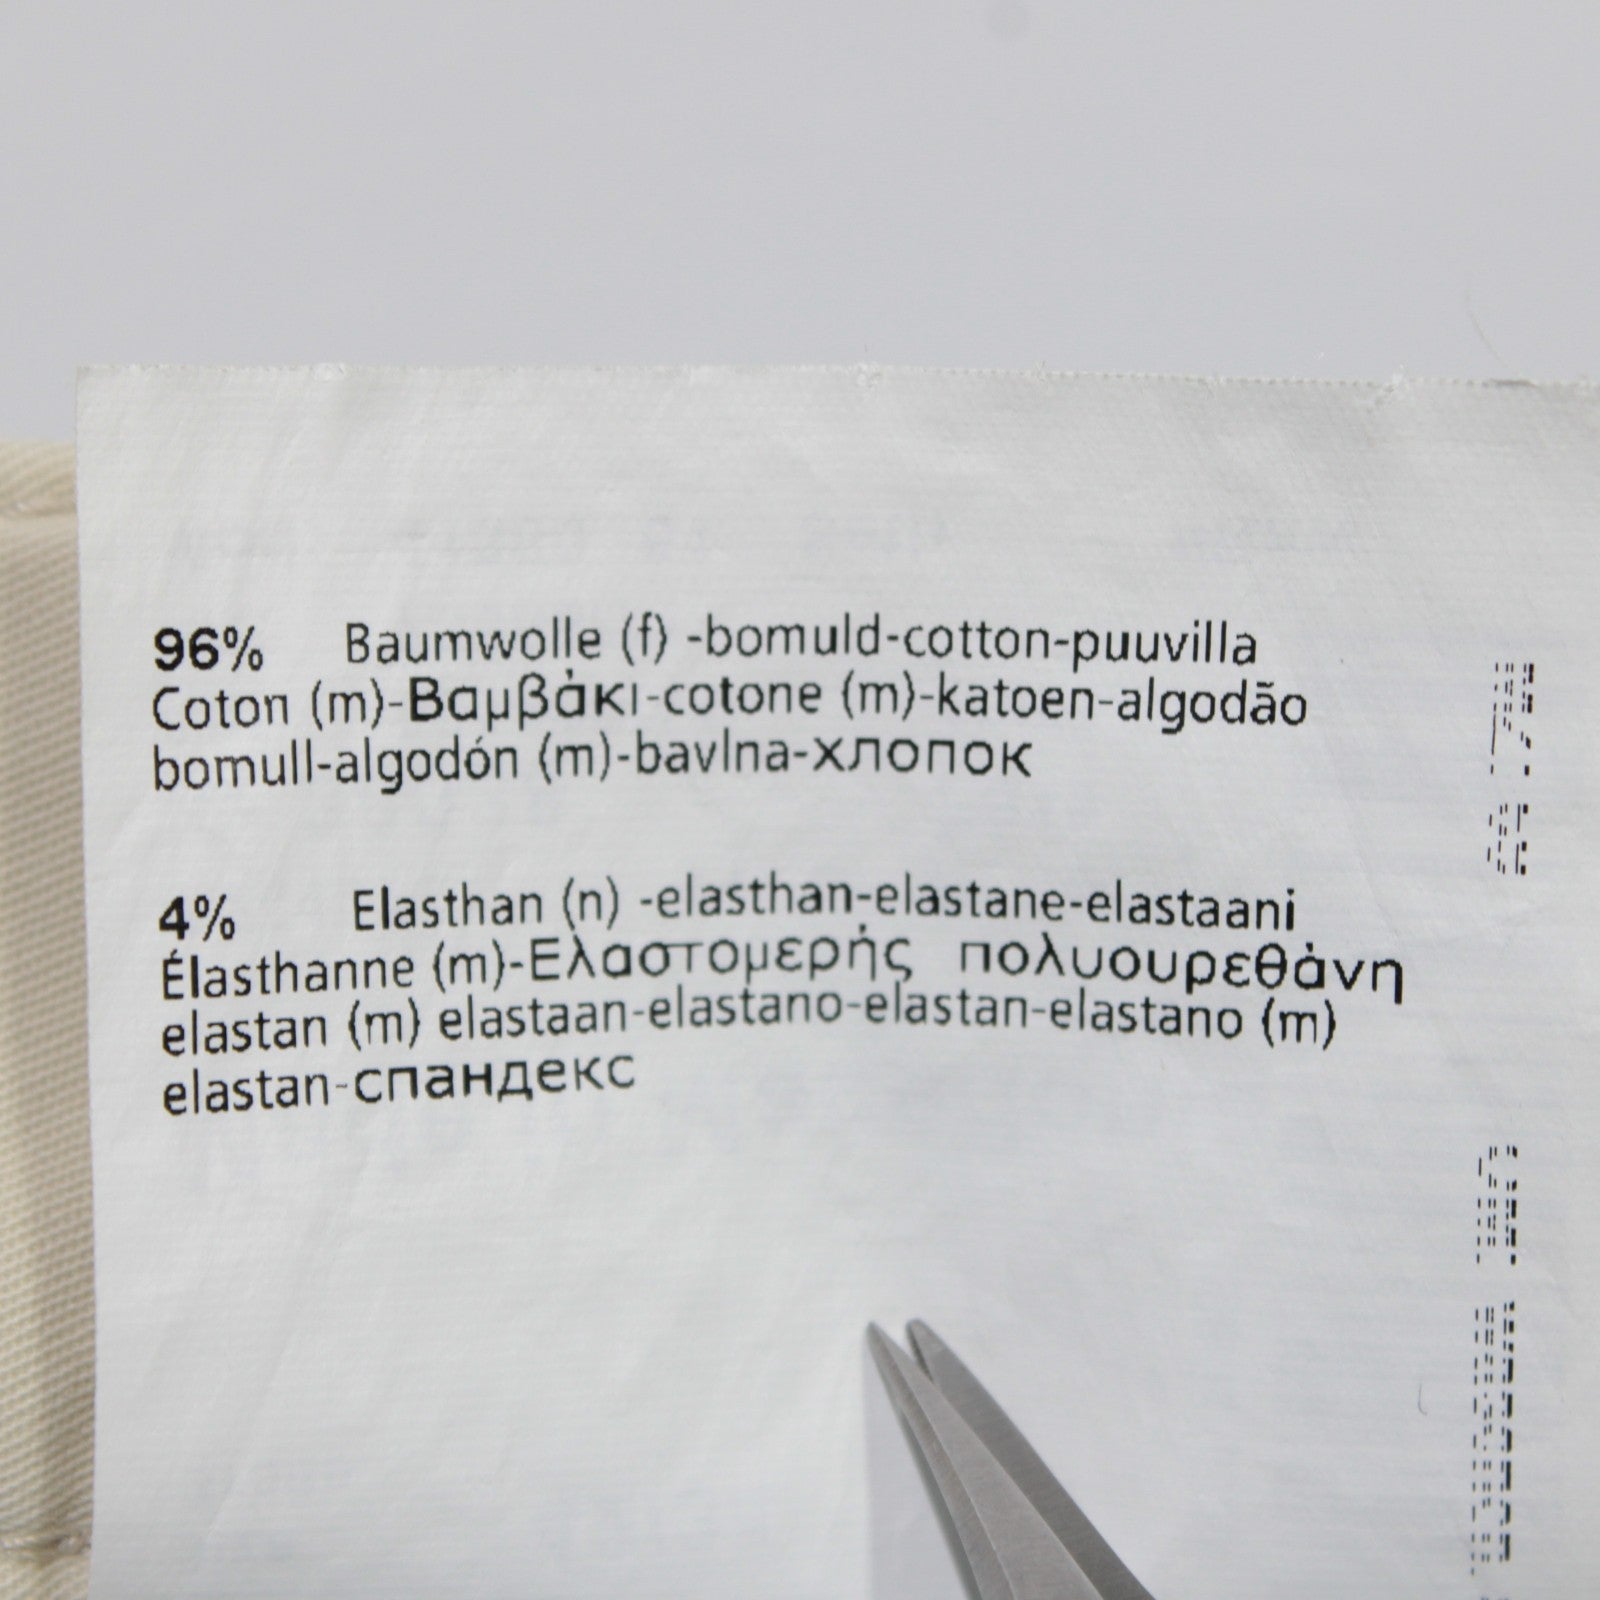 96% Baumwolle (f) -bomuld-cotton-puuvilla
Coton (m)-Βαμβάκι-cotone (m)-katoen-algodão
bomull-algodón (m)-bavlna-хлопок
4% Elasthan (n) -elasthan-elastane-elastaani
Élasthanne (m)-Ελαστομερής πολυουρεθάνη
elastan (m) elastaan-elastano-elastan-elastano (m)
elastan-спандекс